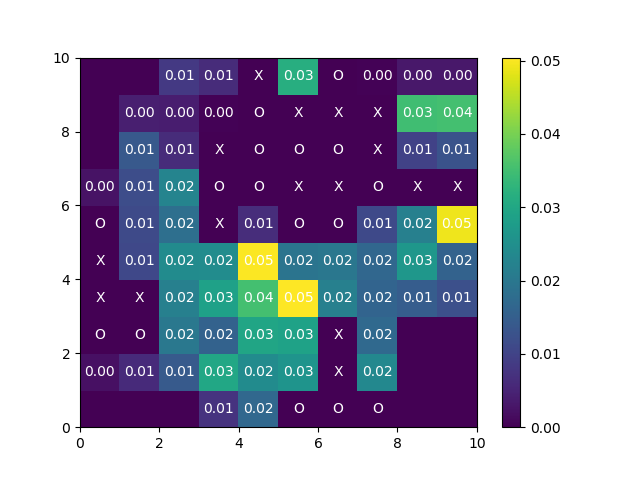 10
0.01 0.01 X 0.03 O 0.00 0.00 0.00 0.05
0.00 0.00 0.00 O X X X 0.03 0.04
8 0.04
0.01 0.01 X O O O X 0.01 0.01
0.00 0.01 0.02 O O X X O X X
6 0.03
O 0.01 0.02 X 0.01 O O 0.01 0.02 0.05
X 0.01 0.02 0.02 0.05 0.02 0.02 0.02 0.03 0.02
4 0.02
X X 0.02 0.03 0.04 0.05 0.02 0.02 0.01 0.01
O O 0.02 0.02 0.03 0.03 X 0.02
2 0.01
0.00 0.01 0.01 0.03 0.02 0.03 X 0.02
0.01 0.02 O O O
0 0.00
0 2 4 6 8 10